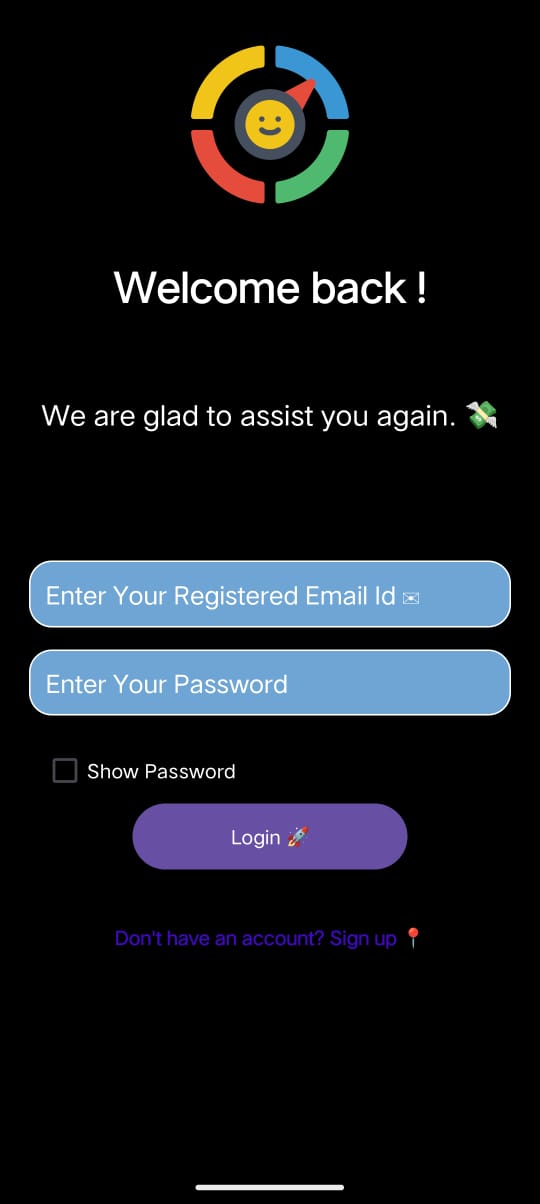 Welcome back !
We are glad to assist you again. 💸
Enter Your Registered Email Id ✉
Enter Your Password
Show Password
Login 🚀
Don't have an account? Sign up 📍